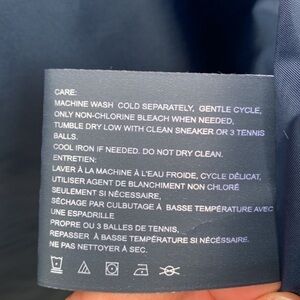 CARE:
MACHINE WASH COLD SEPARATELY, GENTLE CYCLE,
ONLY NON-CHLORINE BLEACH WHEN NEEDED,
TUMBLE DRY LOW WITH CLEAN SNEAKER OR 3 TENNIS
BALLS.
COOL IRON IF NEEDED. DO NOT DRY CLEAN.
ENTRETIEN:
LAVER À LA MACHINE À L'EAU FROIDE, CYCLE DÉLICAT,
UTILISER AGENT DE BLANCHIMENT NON CHLORÉ
SEULEMENT SI NÉCESSAIRE,
SÉCHAGE PAR CULBUTAGE À BASSE TEMPÉRATURE AVEC
UNE ESPADRILLE
PROPRE OU 3 BALLES DE TENNIS,
REPASSER À BASSE TEMPÉRATURE SI NÉCESSAIRE.
NE PAS NETTOYER À SEC.